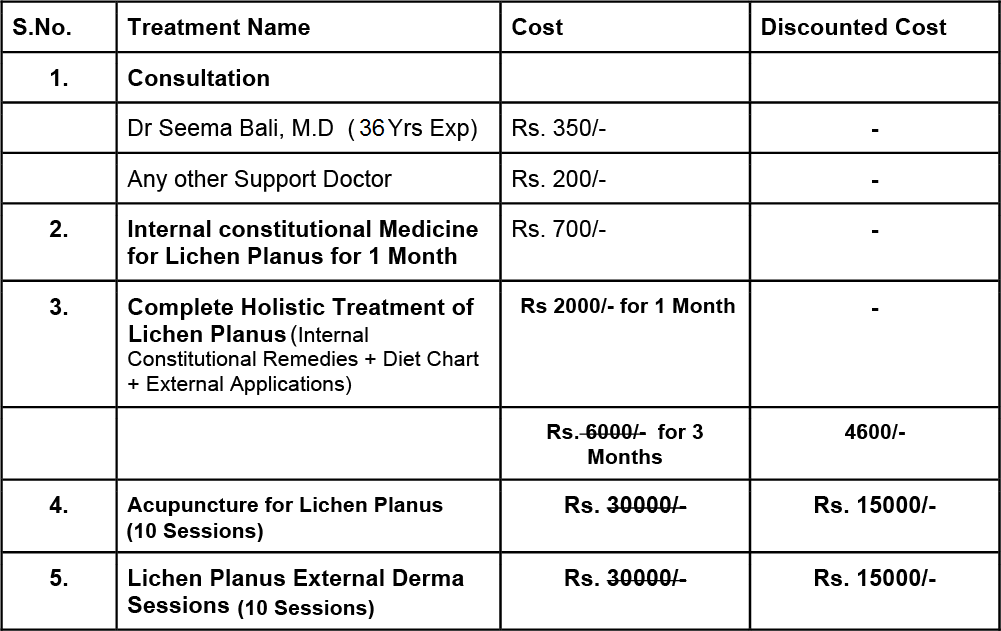 S.No. Treatment Name Cost Discounted Cost
1. Consultation
Dr Seema Bali, M.D ( 36 Yrs Exp) Rs. 350/- -
Any other Support Doctor Rs. 200/- -
2. Internal constitutional Medicine Rs. 700/- -
for Lichen Planus for 1 Month
3. Complete Holistic Treatment of Rs 2000/- for 1 Month -
Lichen Planus (Internal
Constitutional Remedies + Diet Chart
+ External Applications)
Rs. 6000/- for 3 4600/-
Months
4. Acupuncture for Lichen Planus Rs. 30000/- Rs. 15000/-
(10 Sessions)
5. Lichen Planus External Derma Rs. 30000/- Rs. 15000/-
Sessions (10 Sessions)